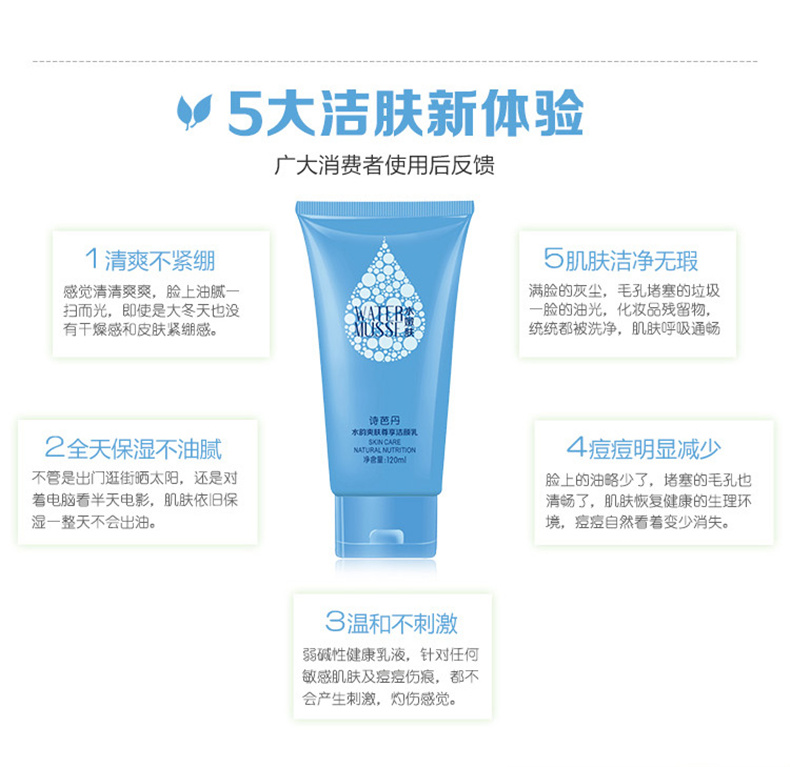 5大洁肤新体验
广大消费者使用后反馈
1清爽不紧绷
感觉清清爽爽，脸上油腻一
扫而光，即使是大冬天也没
有干燥感和皮肤紧绷感。
5肌肤洁净无瑕
满脸的灰尘，毛孔堵塞的垃圾
一脸的油光，化妆品残留物，
统统都被洗净，肌肤呼吸通畅
WATER
MUSSE
水嫩肤
诗芭丹
水韵爽肤尊享洁颜乳
SKIN CARE
NATURAL NUTRITION
净含量:120ml
2全天保湿不油腻
不管是出门逛街晒太阳，还是对
着电脑看半天电影，肌肤依旧保
湿一整天不会出油。
4痘痘明显减少
脸上的油略少了，堵塞的毛孔也
清畅了，肌肤恢复健康的生理环
境，痘痘自然看着变少消失。
3温和不刺激
弱碱性健康乳液，针对任何
敏感肌肤及痘痘伤痕，都不
会产生刺激，灼伤感觉。